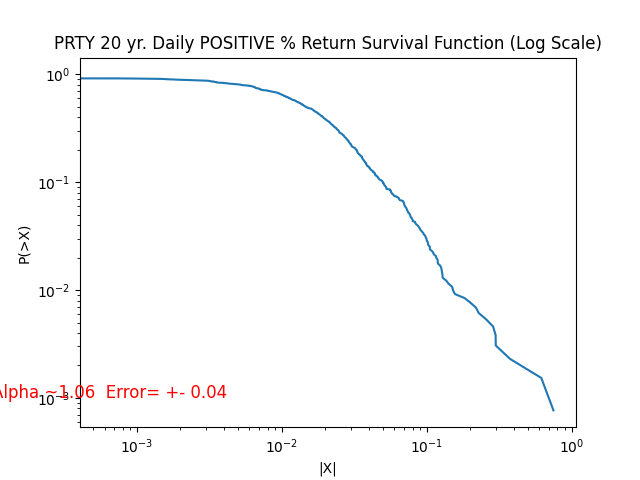 PRTY 20 yr. Daily POSITIVE % Return Survival Function (Log Scale)
10⁰
10⁻¹
P(>X)
10⁻²
Alpha ~1.06 Error= +- 0.04
10⁻³
10⁻³ 10⁻² 10⁻¹ 10⁰
|X|